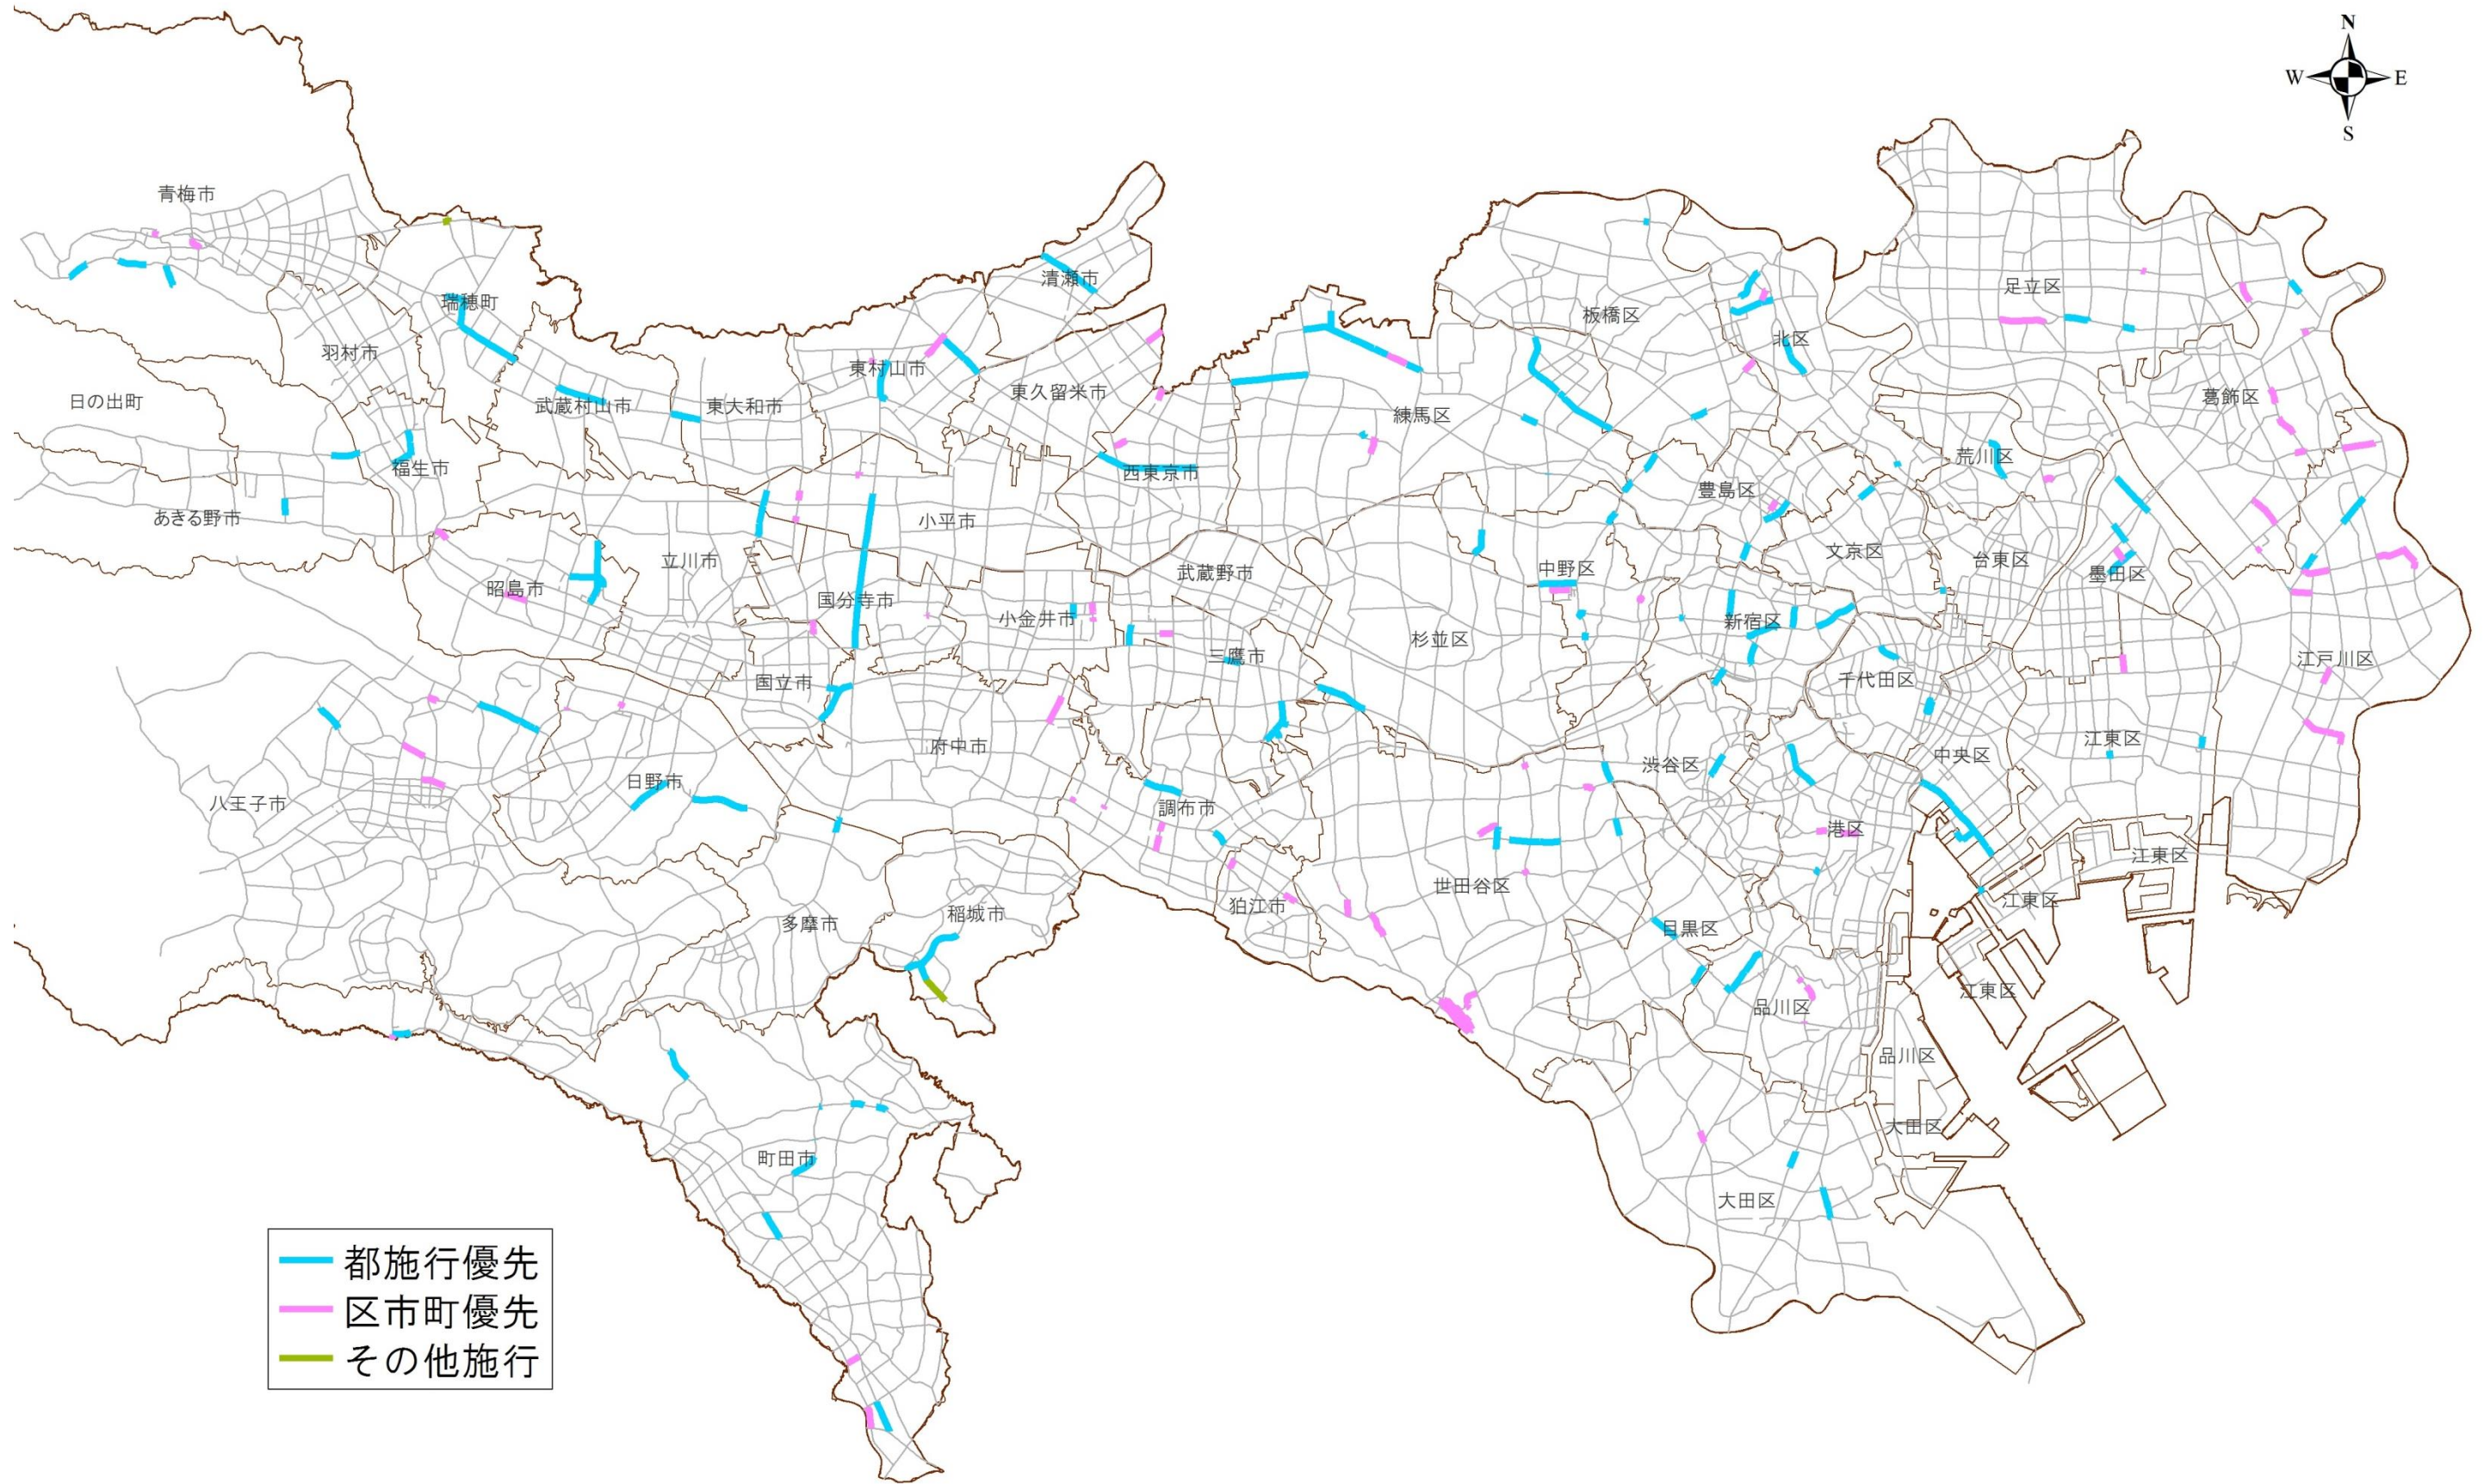 N
W E
S
青梅市
清瀬市
足立区
瑞穂町
板橋区
北区
羽村市
東村山市
東久留米市
葛飾区
日の出町
武蔵村山市
東大和市
練馬区
荒川区
福生市
西東京市
豊島区
あきる野市
小平市
文京区
台東区
立川市
武蔵野市
中野区
墨田区
昭島市
国分寺市
小金井市
新宿区
杉並区
三鷹市
江戸川区
国立市
千代田区
府中市
江東区
中央区
渋谷区
日野市
八王子市
調布市
港区
江東区
世田谷区
江東区
狛江市
稲城市
多摩市
目黒区
江東区
品川区
品川区
大田区
町田市
大田区
都施行優先
区市町優先
その他施行